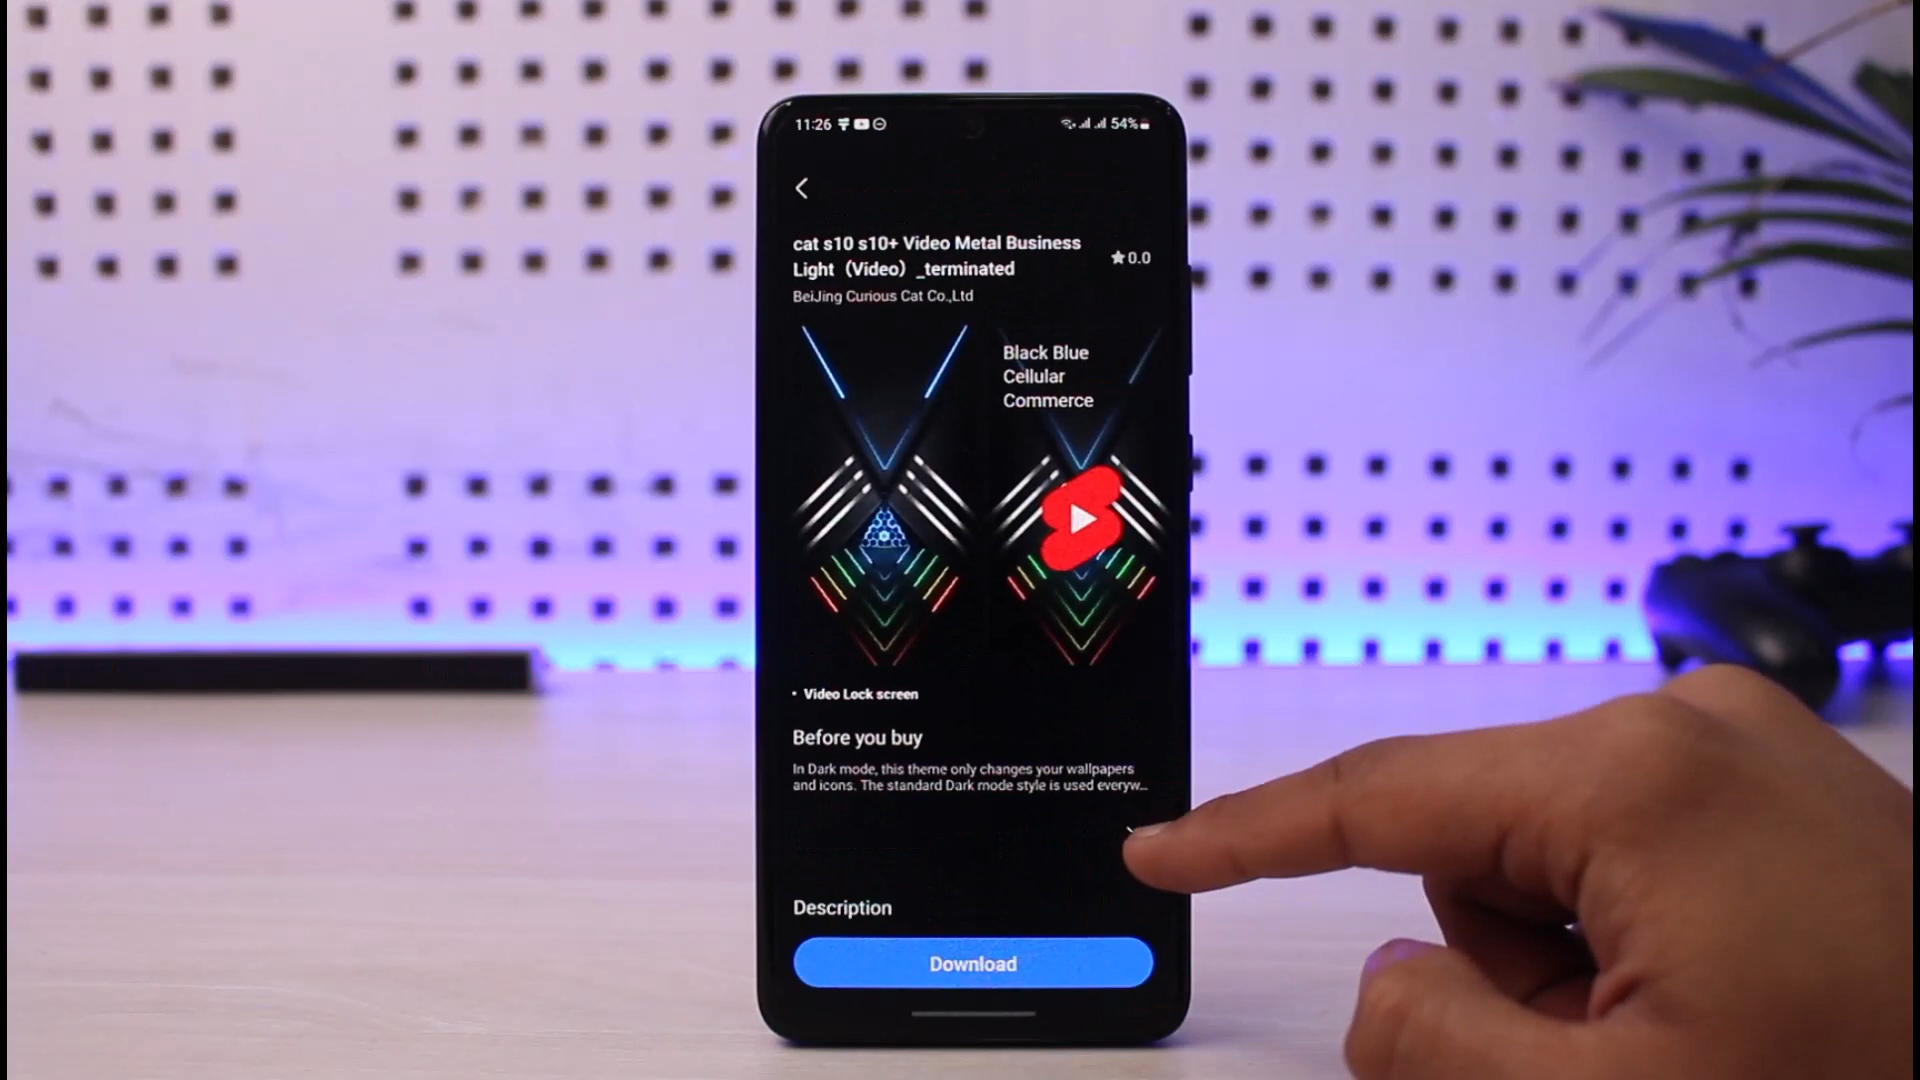 11:26
54%
cat s10 s10+ Video Metal Business
Light（Video）_terminated
★0.0
BeiJing Curious Cat Co.,Ltd
Black Blue
Cellular
Commerce
• Video Lock screen
Before you buy
In Dark mode, this theme only changes your wallpapers
and icons. The standard Dark mode style is used everyw...
Description
Download